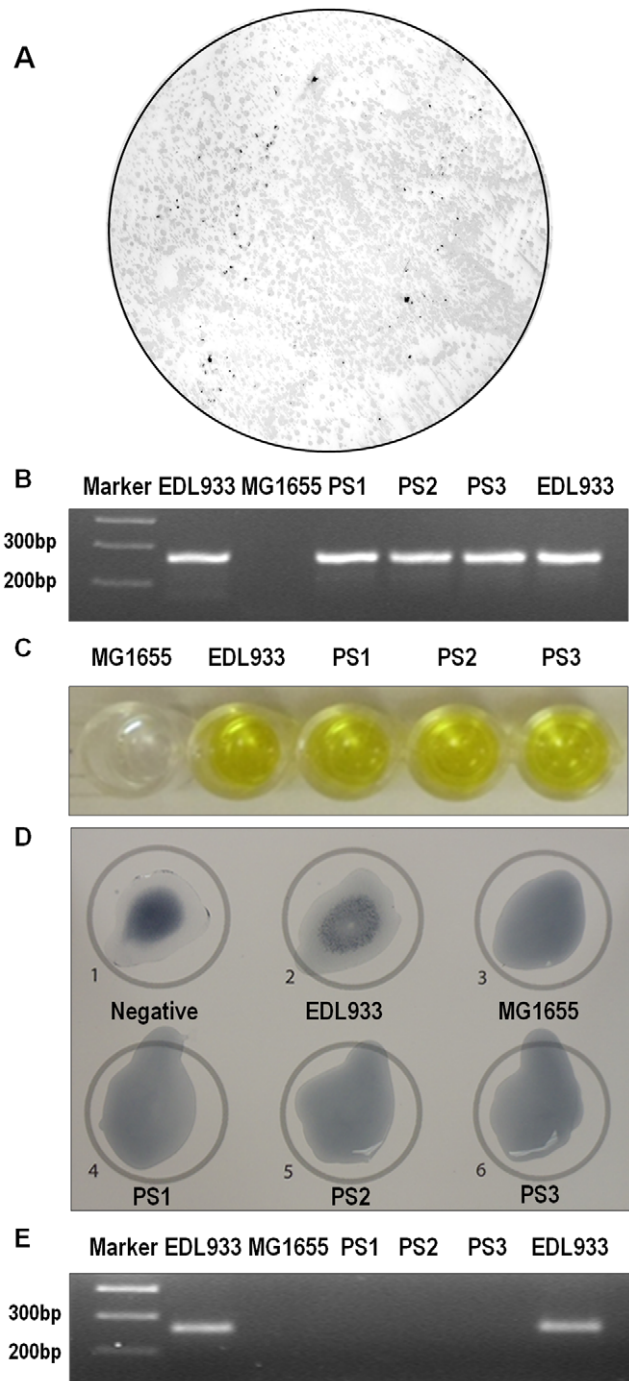 A
B
Marker EDL933 MG1655 PS1 PS2 PS3 EDL933
300bp
200bp
C
MG1655 EDL933 PS1 PS2 PS3
D
1 2 3
Negative EDL933 MG1655
4 5 6
PS1 PS2 PS3
E
Marker EDL933 MG1655 PS1 PS2 PS3 EDL933
300bp
200bp